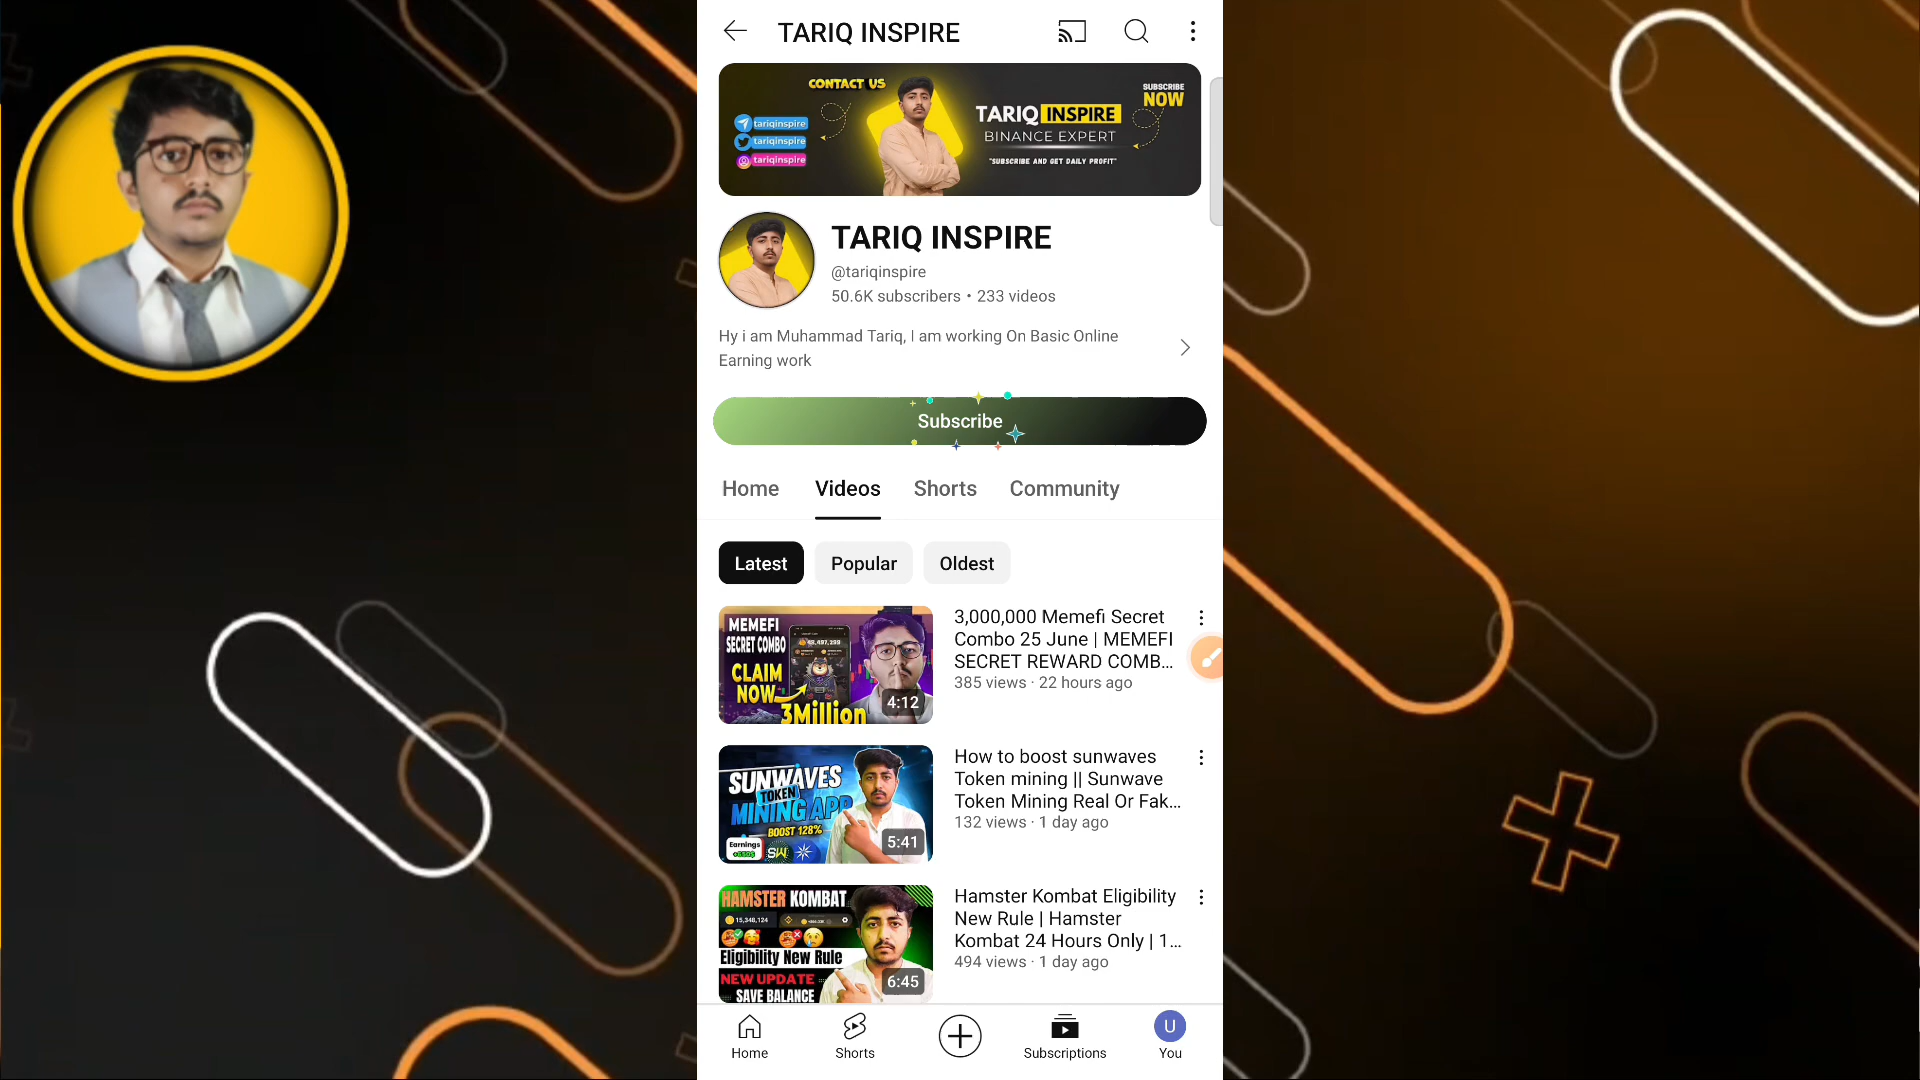 TARIQ INSPIRE
CONTACT US
SUBSCRIBE
NOW
tariqinspire
tariqinspire
tariqinspire
TARIQ INSPIRE
BINANCE EXPERT
"SUBSCRIBE AND GET DAILY PROFIT"
TARIQ INSPIRE
@tariqinspire
50.6K subscribers • 233 videos
Hy i am Muhammad Tariq, I am working On Basic Online
Earning work
Subscribe
Home Videos Shorts Community
Latest Popular Oldest
MEMEFI
SECRET COMBO
CLAIM
NOW
3Million
4:12
3,000,000 Memefi Secret
Combo 25 June | MEMEFI
SECRET REWARD COMB...
385 views · 22 hours ago
SUNWAVES
TOKEN
MINING APP
BOOST 128%
Earnings
SW
5:41
How to boost sunwaves
Token mining || Sunwave
Token Mining Real Or Fak...
132 views · 1 day ago
HAMSTER KOMBAT
15,348,124
Eligibility New Rule
NEW UPDATE
SAVE BALANCE
6:45
Hamster Kombat Eligibility
New Rule | Hamster
Kombat 24 Hours Only | 1...
494 views · 1 day ago
U
Home Shorts Subscriptions You